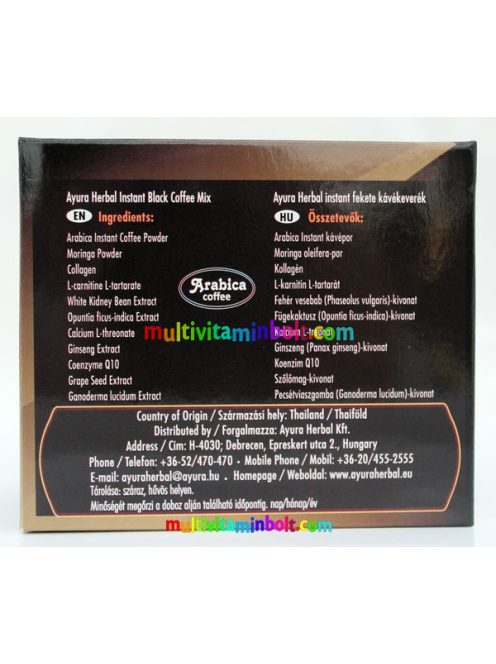 Ayura Herbal Instant Black Coffee Mix
EN Ingredients:
Arabica Instant Coffee Powder
Moringa Powder
Collagen
L-carnitine L-tartarate
White Kidney Bean Extract
Opuntia ficus indica Extract
Calcium L-threonate
Ginseng Extract
Coenzyme Q10
Grape Seed Extract
Ganoderma lucidum Extract
Arabica
coffee
Ayura Herbal instant fekete kávékeverék
HU Összetevők:
Arabica Instant kávépor
Moringa oleifera-por
Kollagén
L-karnitin L-tartarát
Fehér vesebab (Phaseolus vulgaris)-kivonat
Fügekaktusz (Opuntia ficus-indica)-kivonat
Kalcium L-treonát
Ginszeng (Panax ginseng)-kivonat
Koenzim Q10
Szőlőmag-kivonat
Pecsétviaszgomba (Ganoderma lucidum)-kivonat
multivitaminbolt.com
Country of Origin / Származási hely: Thailand / Thaiföld
Distributed by / Forgalmazza: Ayura Herbal Kft.
Address / Cím: H-4030; Debrecen, Epreskert utca 2., Hungary
Phone / Telefon: +36-52/470-470 • Mobile Phone / Mobil: +36-20/455-2555
E-mail: ayuraherbal@ayura.hu • Homepage / Weboldal: www.ayuraherbal.eu
Tárolása: száraz, hűvös helyen.
Minőségét megőrzi a doboz alján található időpontig. nap/hónap/év
multivitaminbolt.com